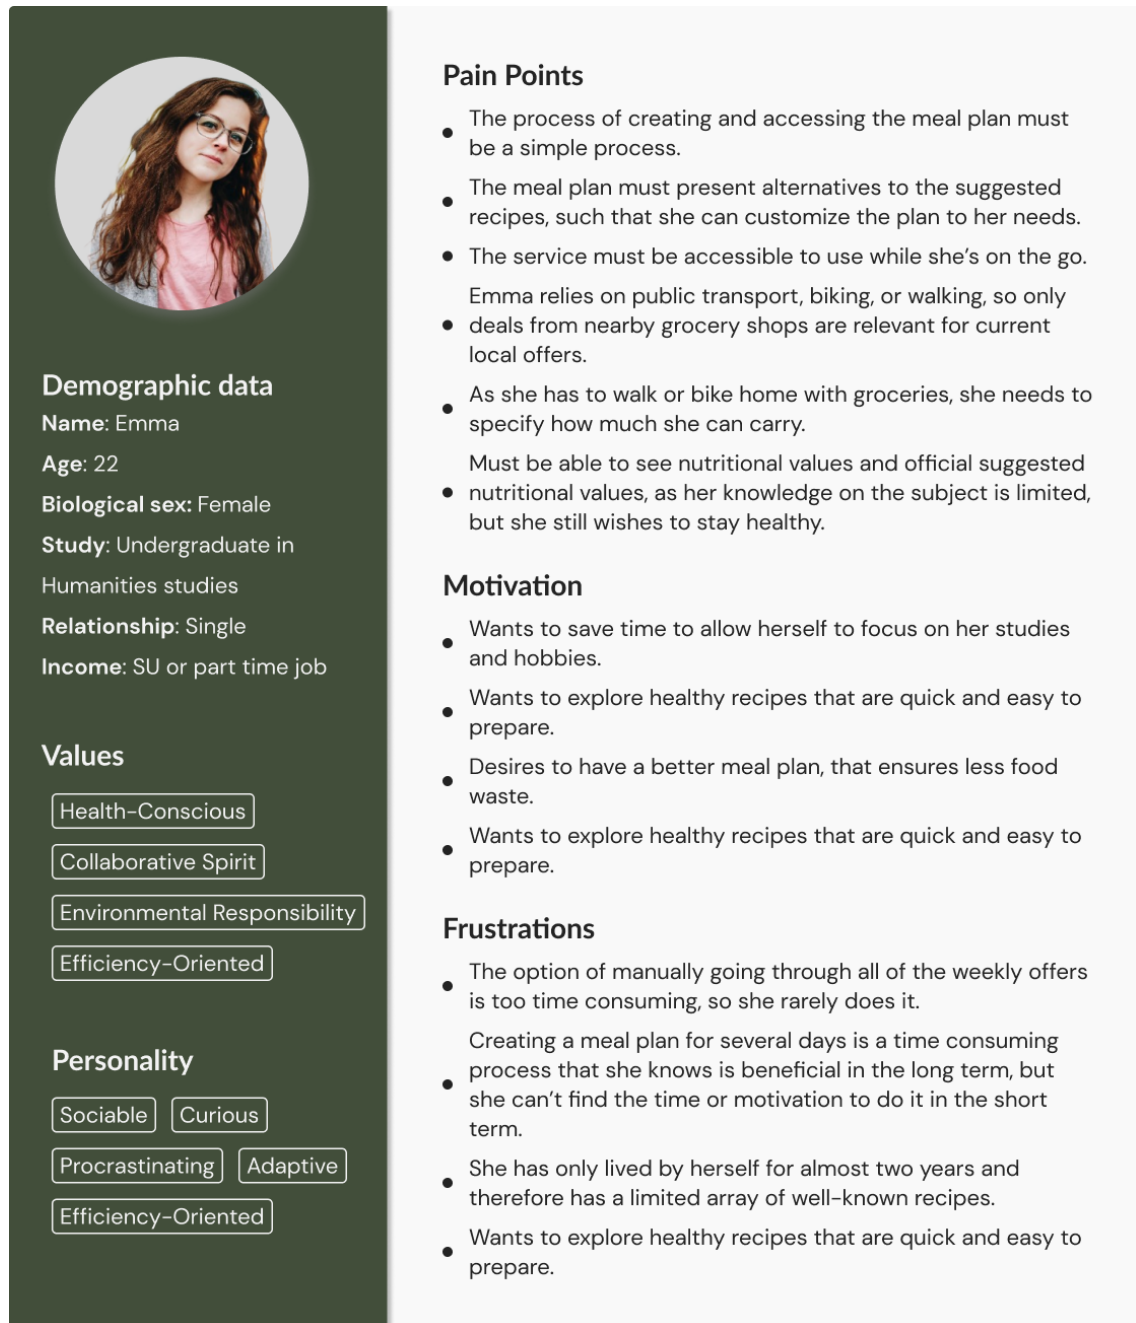 Demographic data
Name: Emma
Age: 22
Biological sex: Female
Study: Undergraduate in
Humanities studies
Relationship: Single
Income: SU or part time job
Values
Health-Conscious
Collaborative Spirit
Environmental Responsibility
Efficiency-Oriented
Personality
Sociable Curious
Procrastinating Adaptive
Efficiency-Oriented
Pain Points
• The process of creating and accessing the meal plan must
be a simple process.
• The meal plan must present alternatives to the suggested
recipes, such that she can customize the plan to her needs.
• The service must be accessible to use while she's on the go.
• Emma relies on public transport, biking, or walking, so only
deals from nearby grocery shops are relevant for current
local offers.
• As she has to walk or bike home with groceries, she needs to
specify how much she can carry.
• Must be able to see nutritional values and official suggested
nutritional values, as her knowledge on the subject is limited,
but she still wishes to stay healthy.
Motivation
• Wants to save time to allow herself to focus on her studies
and hobbies.
• Wants to explore healthy recipes that are quick and easy to
prepare.
• Desires to have a better meal plan, that ensures less food
waste.
• Wants to explore healthy recipes that are quick and easy to
prepare.
Frustrations
• The option of manually going through all of the weekly offers
is too time consuming, so she rarely does it.
• Creating a meal plan for several days is a time consuming
process that she knows is beneficial in the long term, but
she can't find the time or motivation to do it in the short
term.
• She has only lived by herself for almost two years and
therefore has a limited array of well-known recipes.
• Wants to explore healthy recipes that are quick and easy to
prepare.